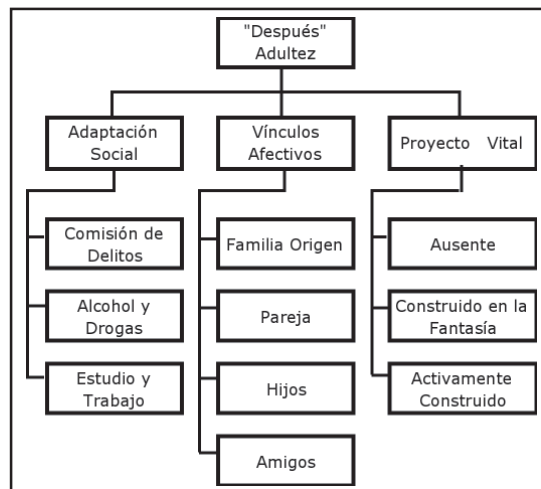 "Después"
Adultez
Adaptación
Social
Vínculos
Afectivos
Proyecto Vital
Comisión de
Delitos
Alcohol y
Drogas
Estudio y
Trabajo
Familia Origen
Pareja
Hijos
Amigos
Ausente
Construido en la
Fantasía
Activamente
Construido